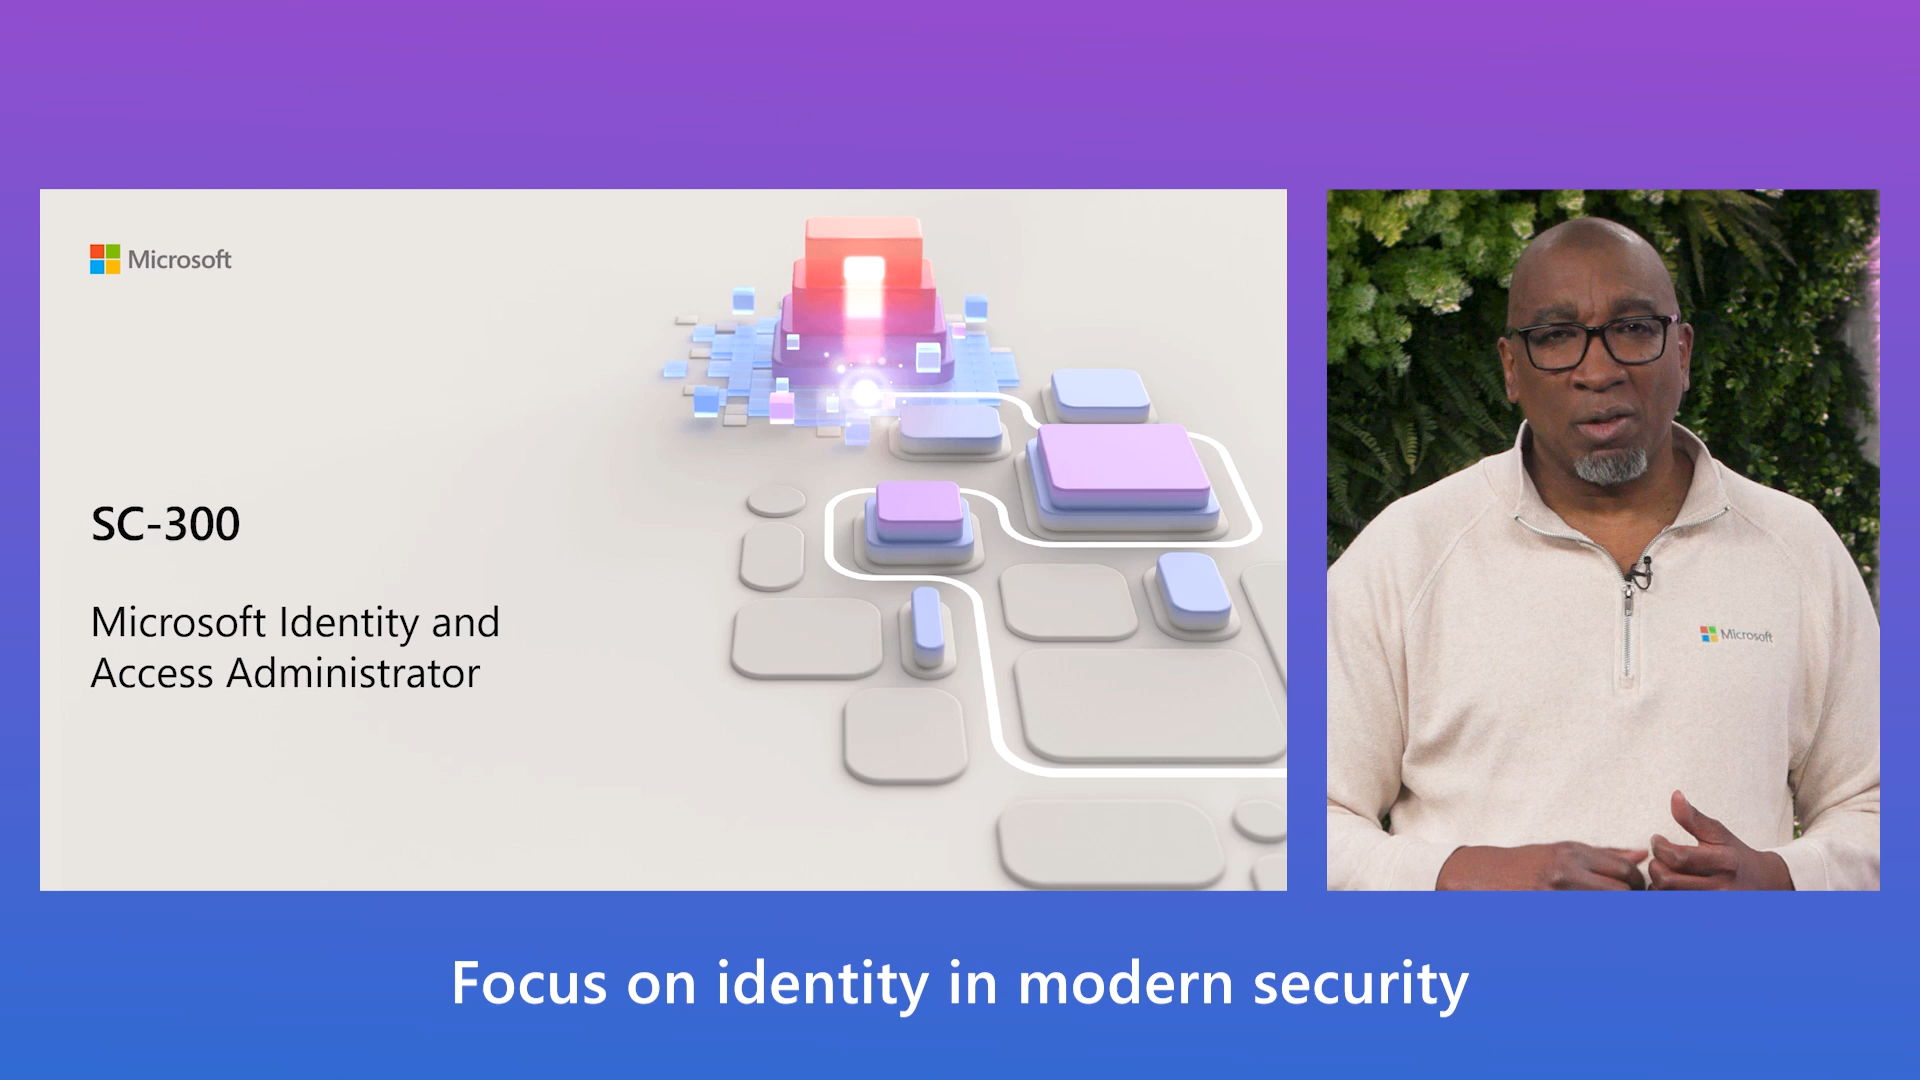 Microsoft
SC-300
Microsoft Identity and
Access Administrator
Microsoft
Focus on identity in modern security